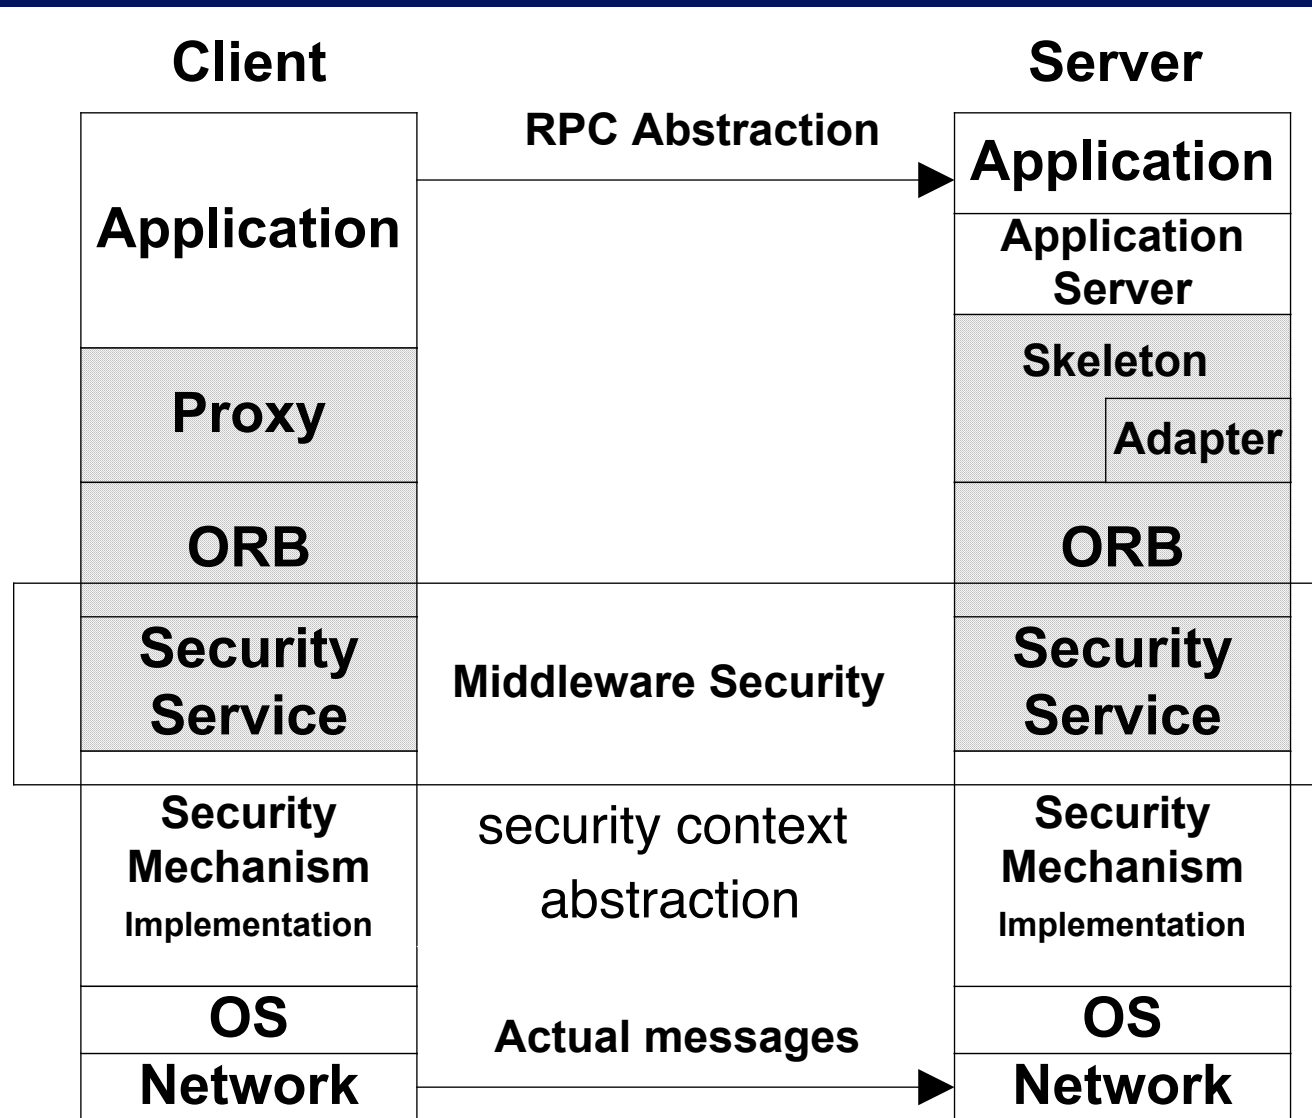 Client
Server
RPC Abstraction
Application
Application
Application
Server
Skeleton
Proxy
Adapter
ORB
ORB
Security
Service
Middleware Security
Security
Service
Security
Mechanism
Implementation
security context
abstraction
Security
Mechanism
Implementation
OS
Actual messages
OS
Network
Network